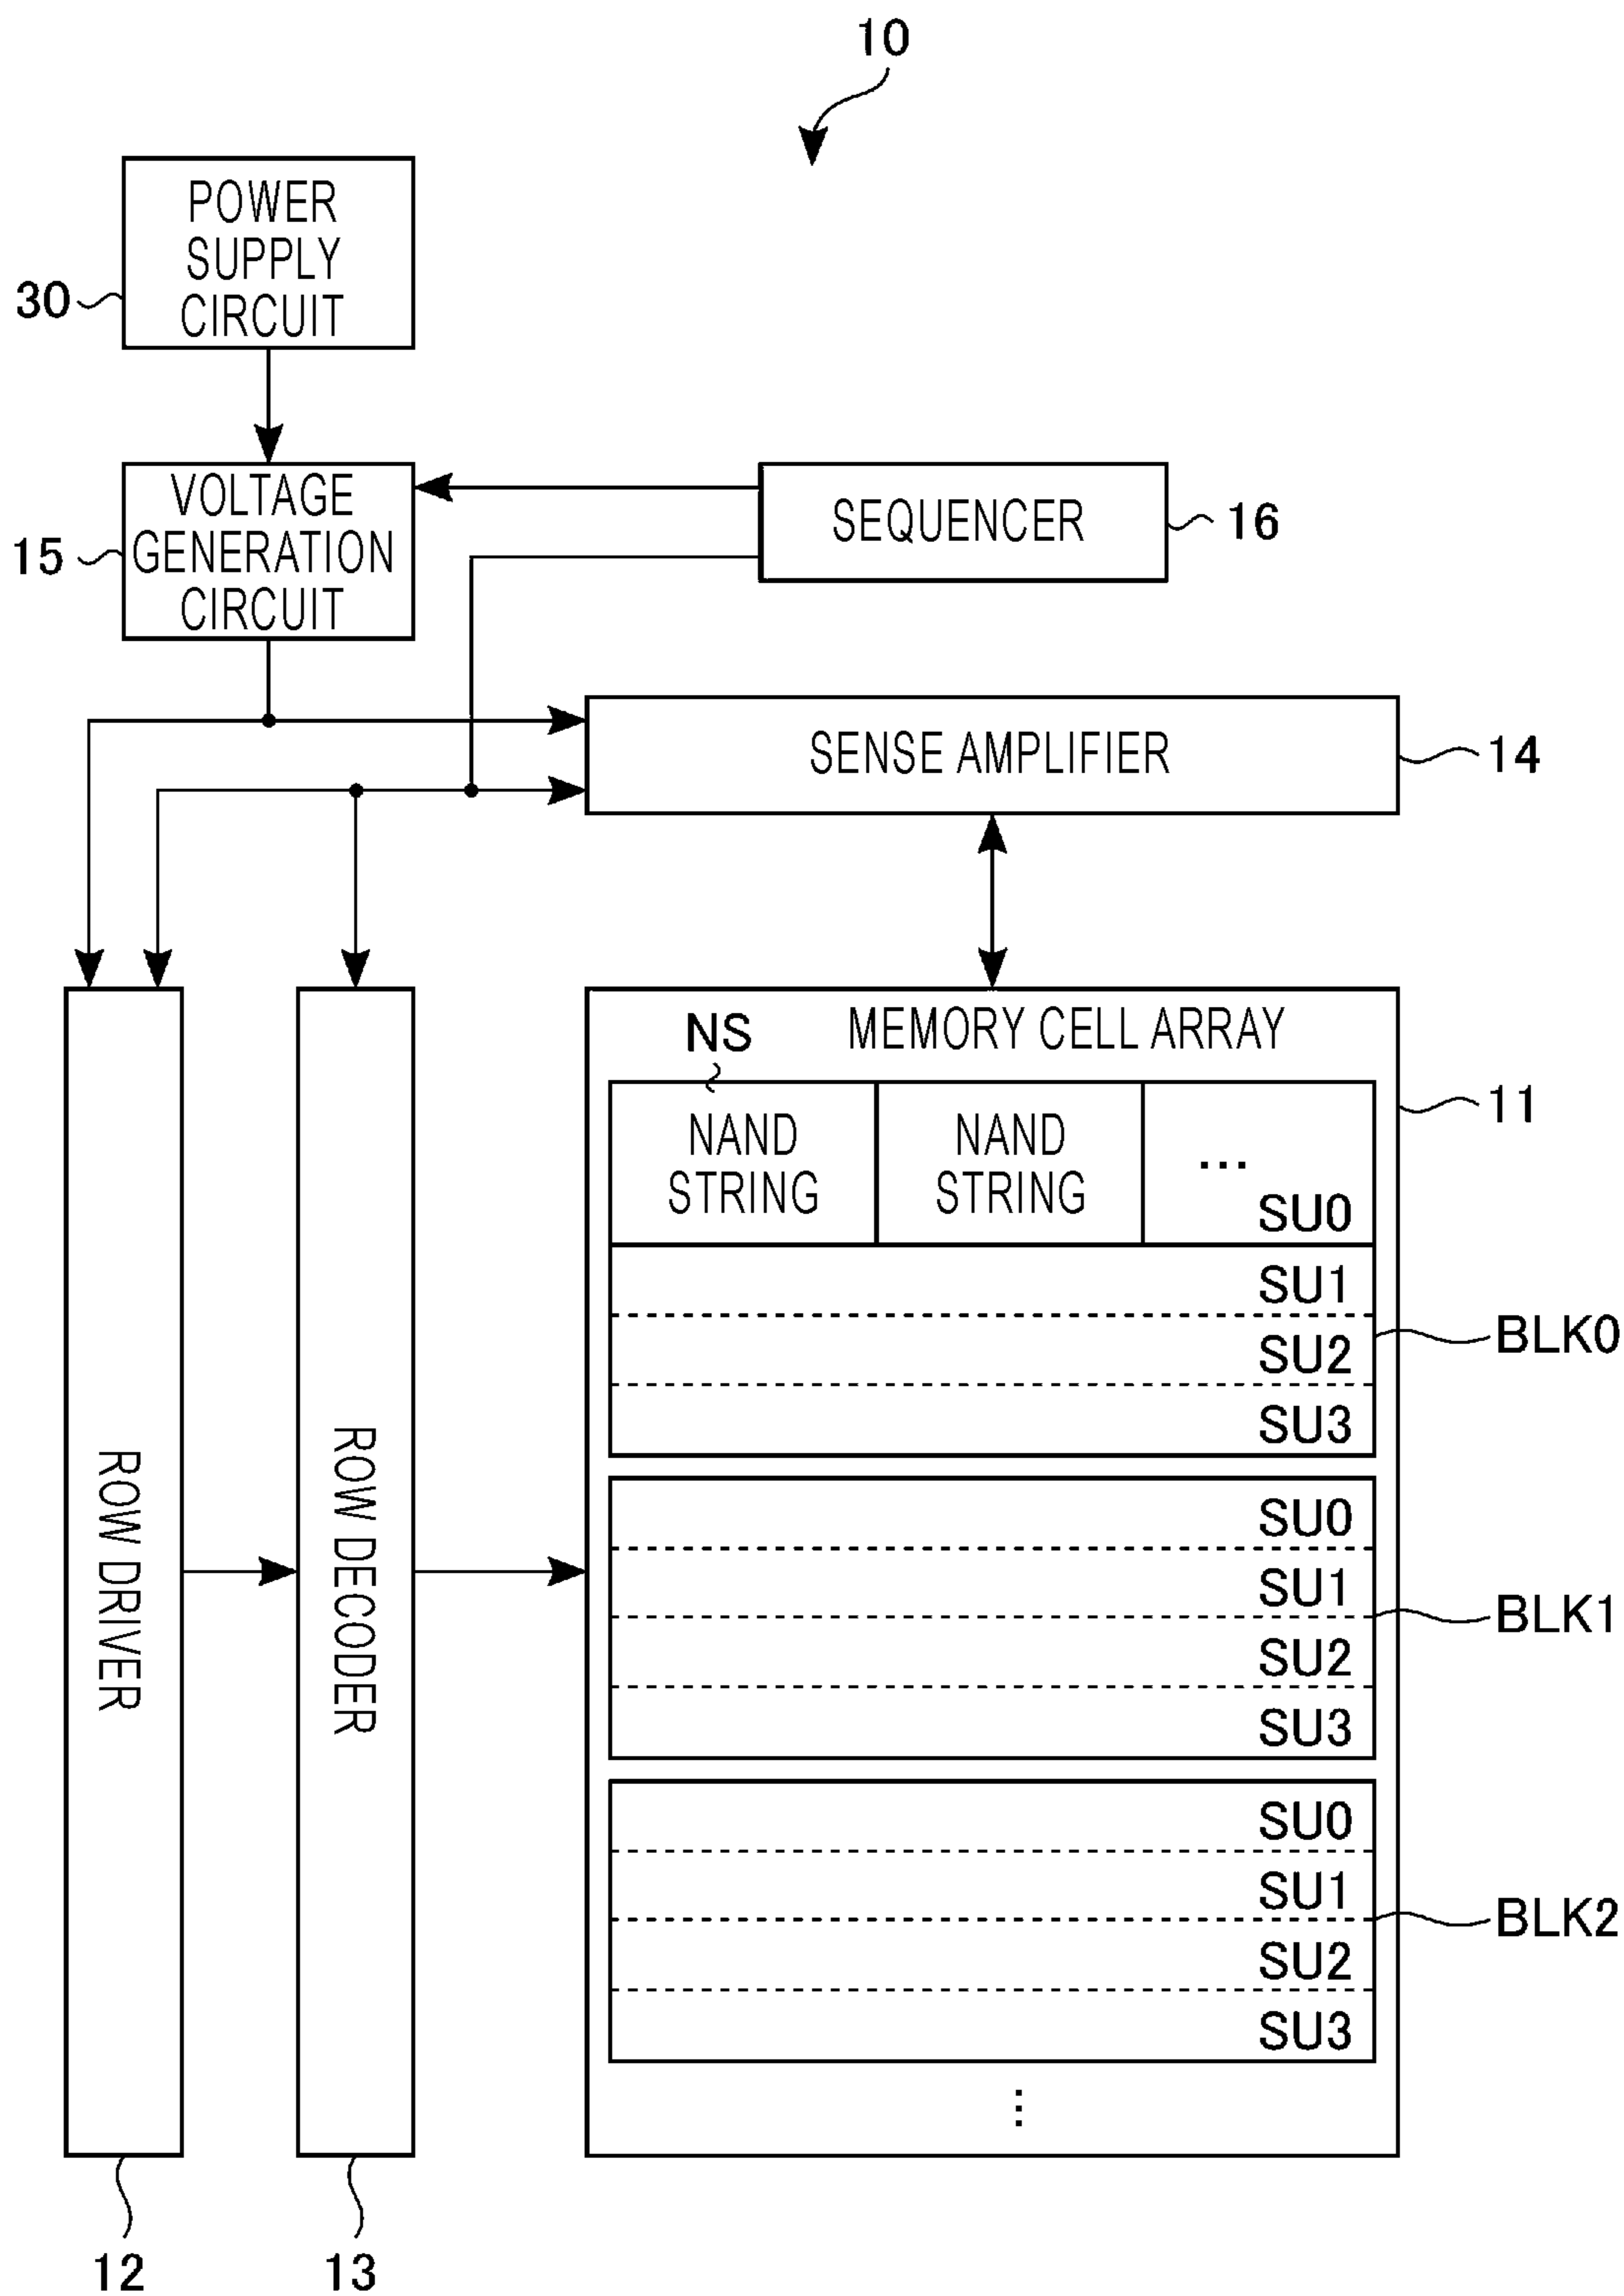 10
POWER
SUPPLY
CIRCUIT
30
VOLTAGE
GENERATION
CIRCUIT
15
SEQUENCER
16
SENSE AMPLIFIER
14
NS
MEMORY CELL ARRAY
11
NAND
STRING
NAND
STRING
...
SU0
SU1
SU2
SU3
BLK0
SU0
SU1
SU2
SU3
BLK1
SU0
SU1
SU2
SU3
BLK2
⋮
ROW DRIVER
ROW DECODER
12
13